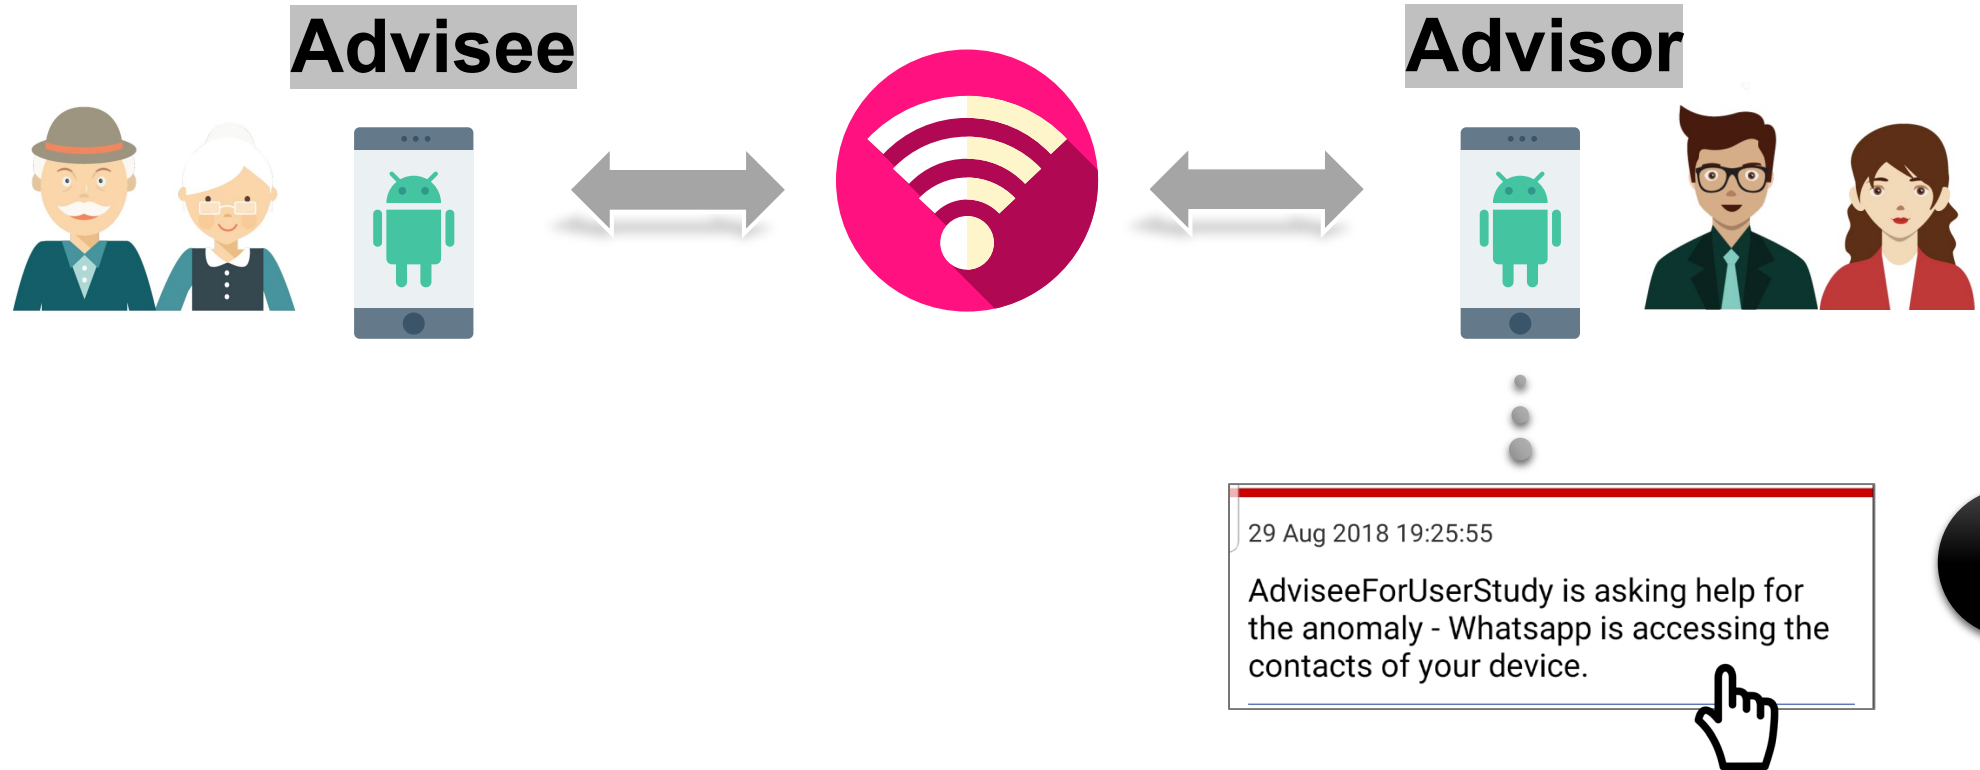 Advisee
Advisor
29 Aug 2018 19:25:55
AdviseeForUserStudy is asking help for
the anomaly - Whatsapp is accessing the
contacts of your device.